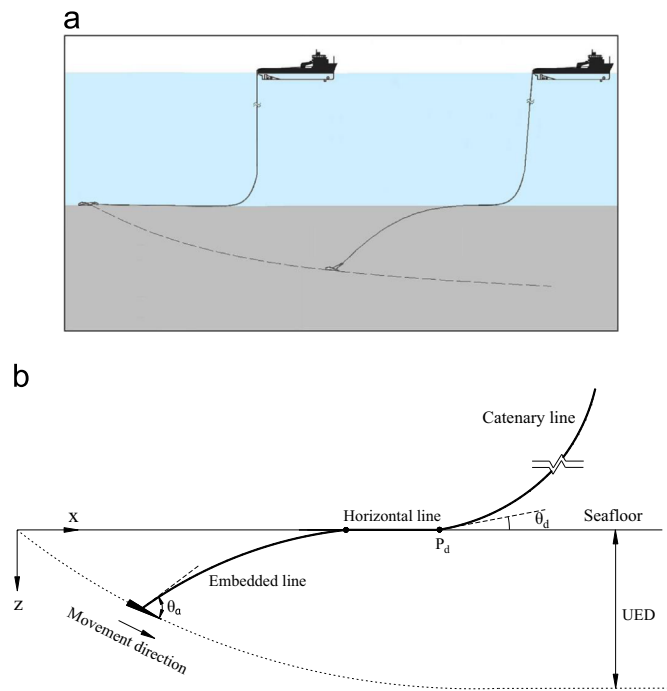 a
b
Catenary line
x
Horizontal line
θd
Seafloor
Pd
Embedded line
z
θa
UED
Movement direction